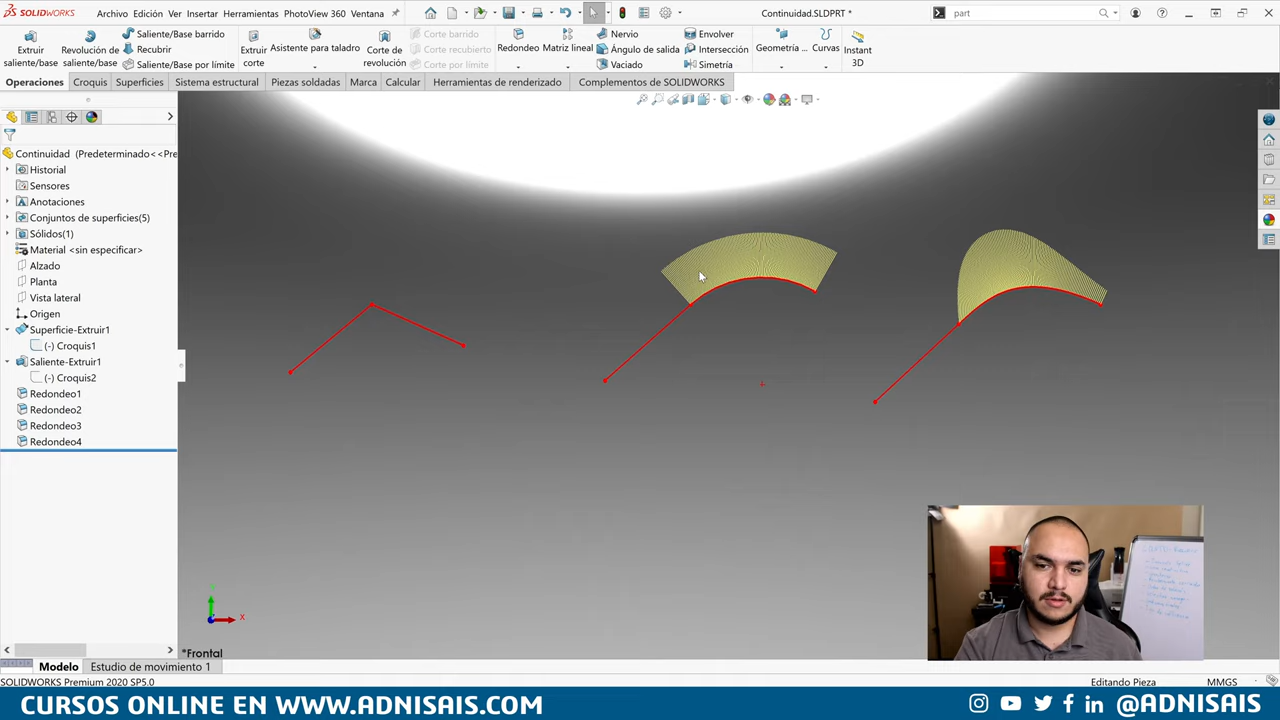 SOLIDWORKS
Archivo Edición Ver Insertar Herramientas PhotoView 360 Ventana
Continuidad.SLDPRT *
part
Extruir saliente/base
Revolución de saliente/base
Saliente/Base barrido
Recubrir
Saliente/Base por límite
Extruir corte
Asistente para taladro
Corte de revolución
Corte barrido
Corte recubierto
Corte por límite
Redondeo
Matriz lineal
Nervio
Ángulo de salida
Vaciado
Envolver
Intersección
Simetría
Geometría ...
Curvas
Instant 3D
Operaciones Croquis Superficies Sistema estructural Piezas soldadas Marca Calcular Herramientas de renderizado Complementos de SOLIDWORKS
Continuidad (Predeterminado<<Pre
Historial
Sensores
Anotaciones
Conjuntos de superficies(5)
Sólidos(1)
Material <sin especificar>
Alzado
Planta
Vista lateral
Origen
Superficie-Extruir1
(-) Croquis1
Saliente-Extruir1
(-) Croquis2
Redondeo1
Redondeo2
Redondeo3
Redondeo4
Y
X
*Frontal
Modelo Estudio de movimiento 1
SOLIDWORKS Premium 2020 SP5.0
Editando Pieza MMGS
CURSOS ONLINE EN WWW.ADNISAIS.COM
@ADNISAIS